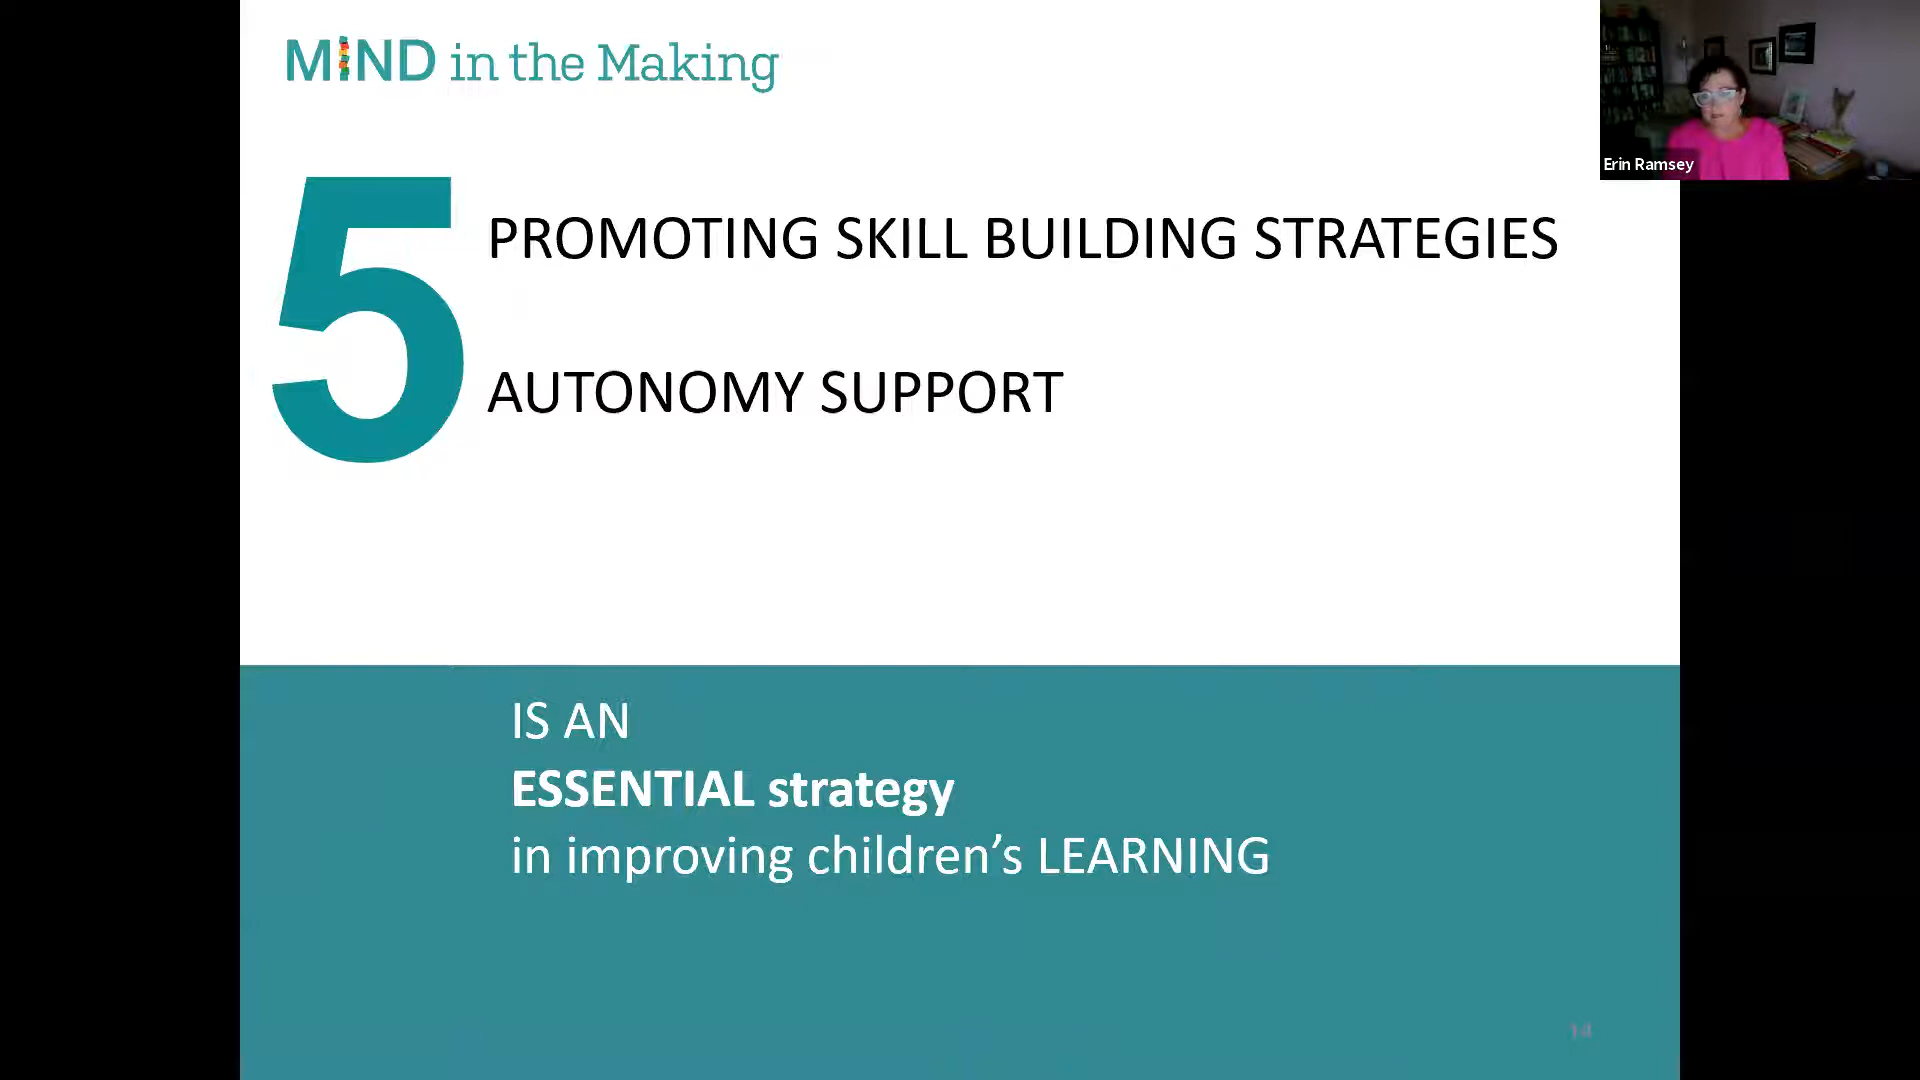 MIND in the Making
Erin Ramsey
5
PROMOTING SKILL BUILDING STRATEGIES
AUTONOMY SUPPORT
IS AN
ESSENTIAL strategy
in improving children’s LEARNING
14